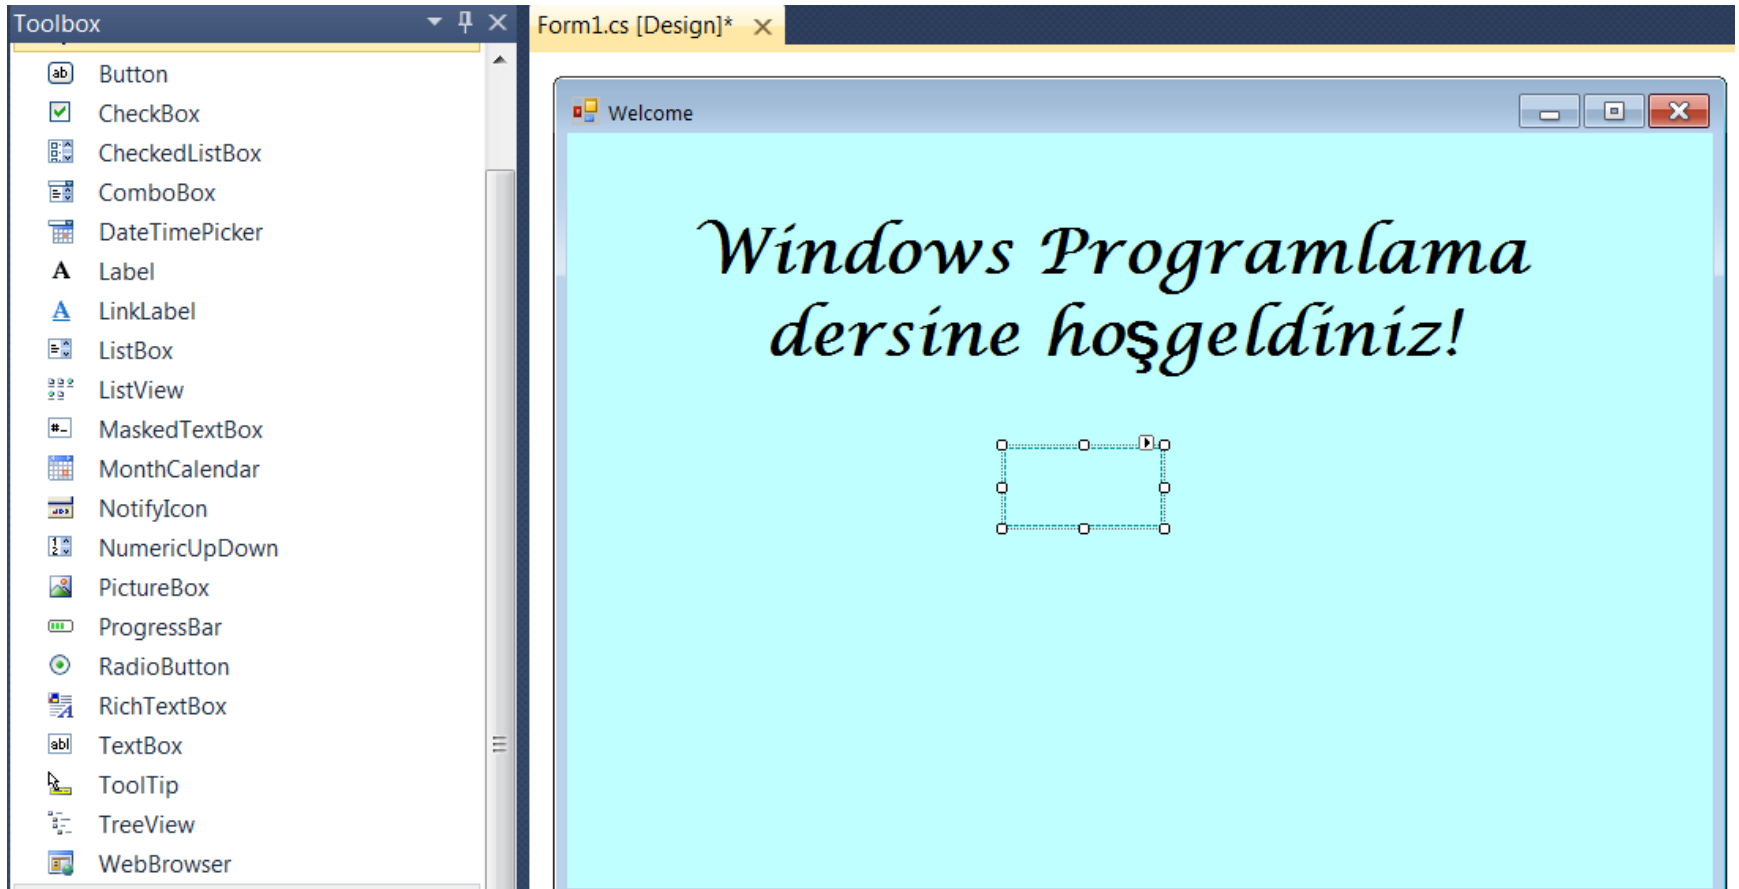 Toolbox
Button
CheckBox
CheckedListBox
ComboBox
DateTimePicker
Label
LinkLabel
ListBox
ListView
MaskedTextBox
MonthCalendar
NotifyIcon
NumericUpDown
PictureBox
ProgressBar
RadioButton
RichTextBox
TextBox
ToolTip
TreeView
WebBrowser
Form1.cs [Design]*
Welcome
Windows Programlama
dersine hoşgeldiniz!